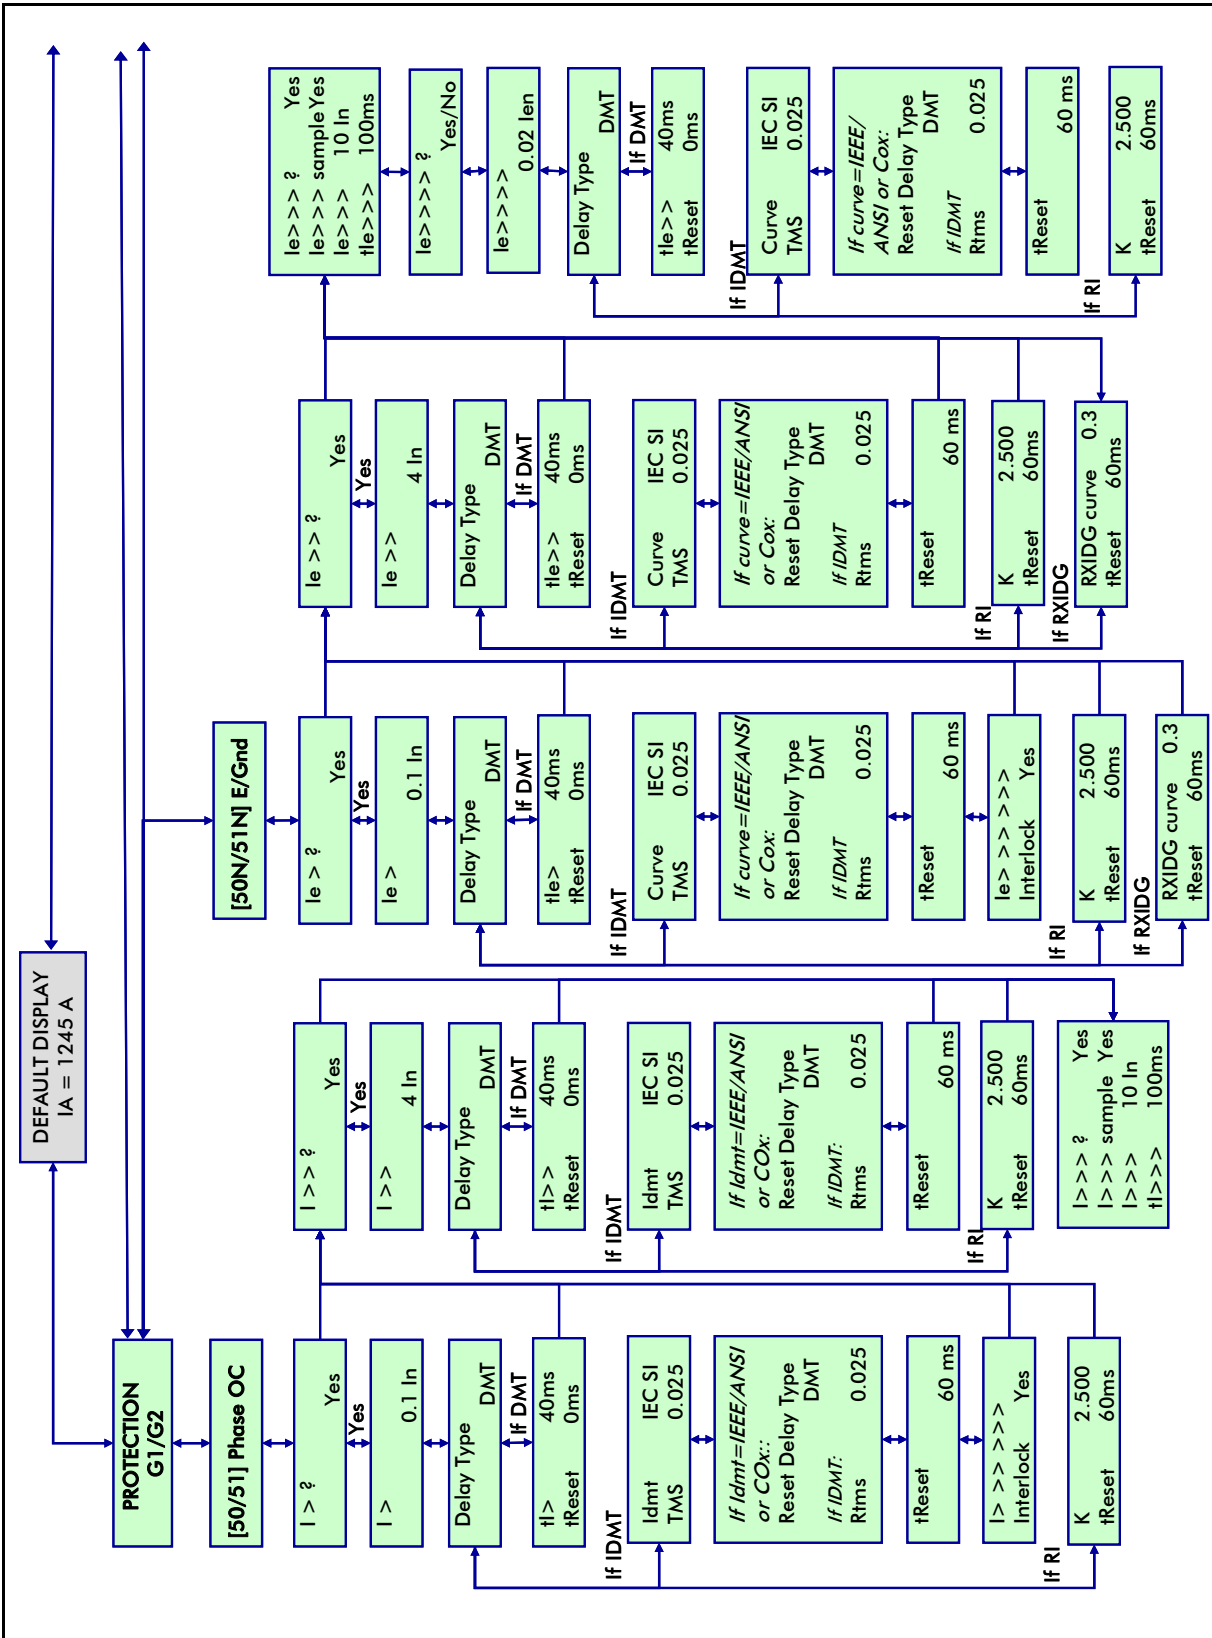 DEFAULT DISPLAY
IA = 1245 A
PROTECTION
G1/G2
[50/51] Phase OC
I > ? Yes
Yes
I > 0.1 In
Delay Type
DMT
If DMT
tI> 40ms
tReset 0ms
If IDMT
Idmt IEC SI
TMS 0.025
If Idmt=IEEE/ANSI
or COx::
Reset Delay Type
DMT
If IDMT:
Rtms 0.025
tReset 60 ms
I> >> >>>
Interlock Yes
If RI
K 2.500
tReset 60ms
I >> ? Yes
Yes
I >> 4 In
Delay Type
DMT
If DMT
tI>> 40ms
tReset 0ms
If IDMT
Idmt IEC SI
TMS 0.025
If Idmt=IEEE/ANSI
or COx:
Reset Delay Type
DMT
If IDMT:
Rtms 0.025
tReset 60 ms
If RI
K 2.500
tReset 60ms
I>>> ? Yes
I>>> sample Yes
I>>> 10 In
tI>>> 100ms
[50N/51N] E/Gnd
Ie > ? Yes
Yes
Ie > 0.1 In
Delay Type
DMT
If DMT
tIe> 40ms
tReset 0ms
If IDMT
Curve IEC SI
TMS 0.025
If curve=IEEE/ANSI
or Cox:
Reset Delay Type
DMT
If IDMT
Rtms 0.025
tReset 60 ms
Ie> >> >>>
Interlock Yes
If RI
K 2.500
tReset 60ms
If RXIDG
RXIDG curve 0.3
tReset 60ms
Ie >> ? Yes
Yes
Ie >> 4 In
Delay Type
DMT
If DMT
tIe>> 40ms
tReset 0ms
If IDMT
Curve IEC SI
TMS 0.025
If curve=IEEE/ANSI
or Cox:
Reset Delay Type
DMT
If IDMT
Rtms 0.025
tReset 60 ms
If RI
K 2.500
tReset 60ms
If RXIDG
RXIDG curve 0.3
tReset 60ms
Ie>>> ? Yes
Ie>>> sample Yes
Ie>>> 10 In
tIe>>> 100ms
Ie>>>> ? Yes/No
Ie>>>>
0.02 Ien
Delay Type
DMT
If DMT
tIe>> 40ms
tReset 0ms
If IDMT
Curve IEC SI
TMS 0.025
If curve=IEEE/
ANSI or Cox:
Reset Delay Type
DMT
If IDMT
Rtms 0.025
tReset 60 ms
If RI
K 2.500
tReset 60ms